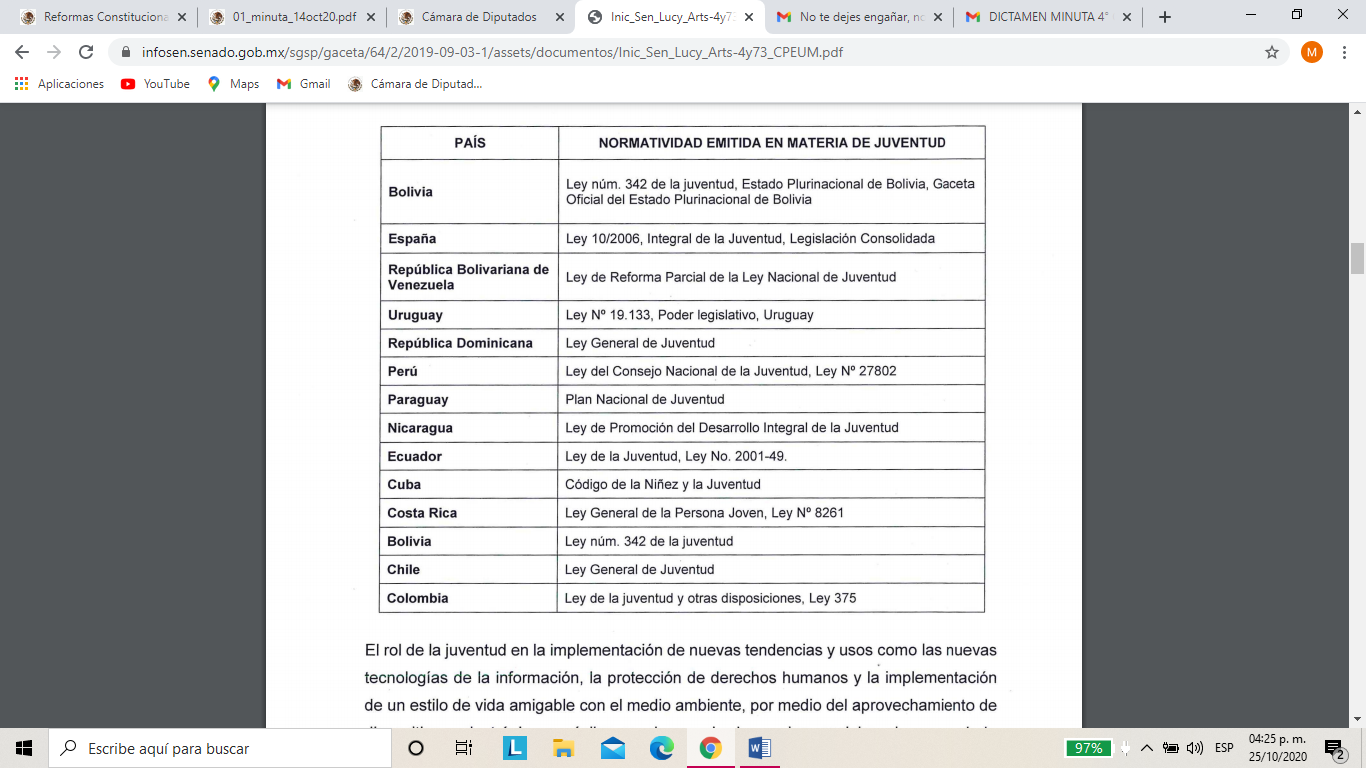 Reformas Constituciona
01_minuta_14oct20.pdf
Cámara de Diputados
Inic_Sen_Lucy_Arts-4y73
No te dejes engañar, no
DICTAMEN MINUTA 4°
infosen.senado.gob.mx/sgsp/gaceta/64/2/2019-09-03-1/assets/documentos/Inic_Sen_Lucy_Arts-4y73_CPEUM.pdf
M
Aplicaciones
YouTube
Maps
Gmail
Cámara de Diputad...
PAÍS NORMATIVIDAD EMITIDA EN MATERIA DE JUVENTUD
Bolivia Ley núm. 342 de la juventud, Estado Plurinacional de Bolivia, Gaceta
Oficial del Estado Plurinacional de Bolivia
España Ley 10/2006, Integral de la Juventud, Legislación Consolidada
República Bolivariana de
Venezuela Ley de Reforma Parcial de la Ley Nacional de Juventud
Uruguay Ley Nº 19.133, Poder legislativo, Uruguay
República Dominicana Ley General de Juventud
Perú Ley del Consejo Nacional de la Juventud, Ley Nº 27802
Paraguay Plan Nacional de Juventud
Nicaragua Ley de Promoción del Desarrollo Integral de la Juventud
Ecuador Ley de la Juventud, Ley No. 2001-49.
Cuba Código de la Niñez y la Juventud
Costa Rica Ley General de la Persona Joven, Ley Nº 8261
Bolivia Ley núm. 342 de la juventud
Chile Ley General de Juventud
Colombia Ley de la juventud y otras disposiciones, Ley 375
El rol de la juventud en la implementación de nuevas tendencias y usos como las nuevas
tecnologías de la información, la protección de derechos humanos y la implementación
de un estilo de vida amigable con el medio ambiente, por medio del aprovechamiento de
Escribe aquí para buscar
L
W
97%
ESP
04:25 p. m.
25/10/2020
2